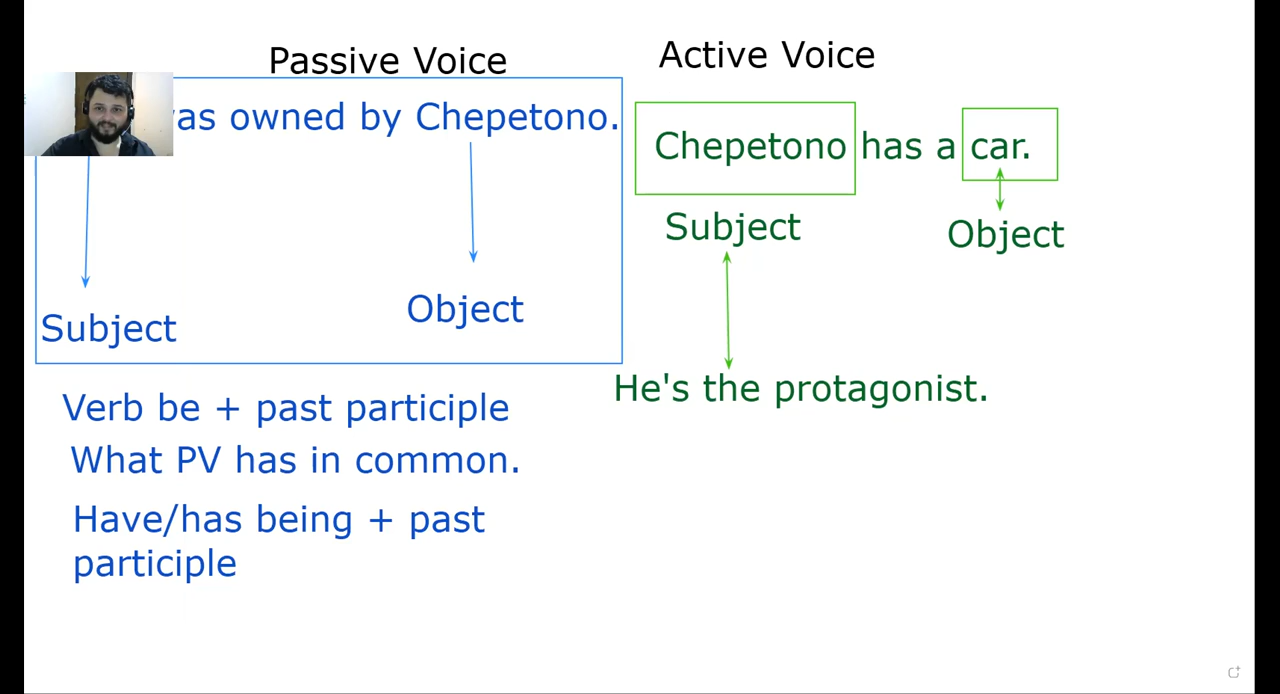 Passive Voice
was owned by Chepetono.
Subject
Object
Verb be + past participle
What PV has in common.
Have/has being + past
participle
Active Voice
Chepetono has a car.
Subject
Object
He's the protagonist.